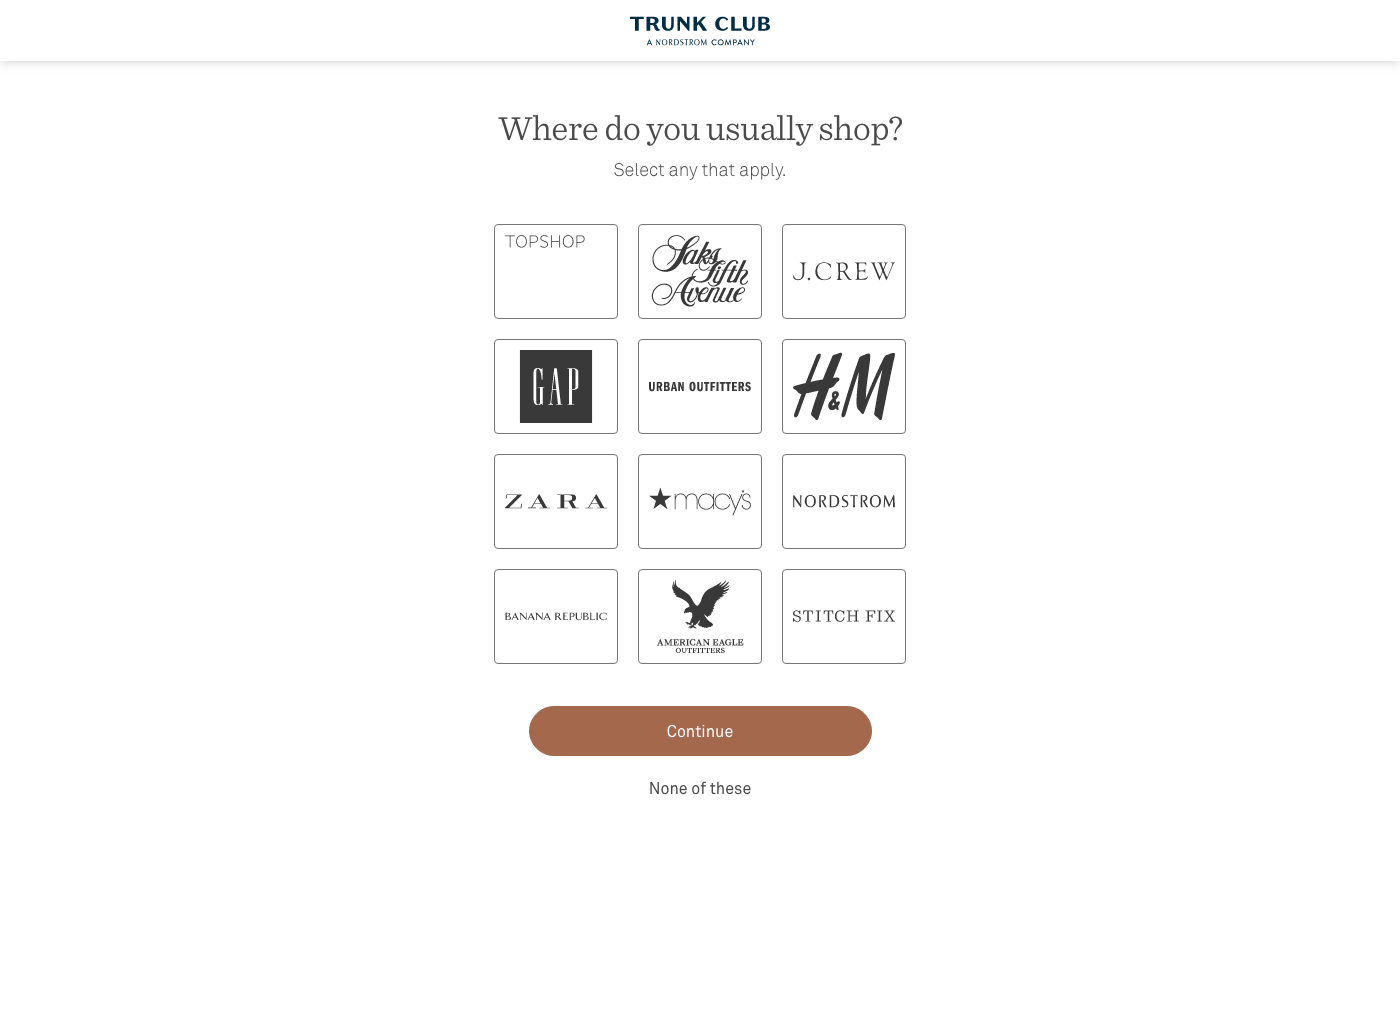 TRUNK CLUB
A NORDSTROM COMPANY
Where do you usually shop?
Select any that apply.
TOPSHOP
Saks Fifth Avenue
J.CREW
GAP
URBAN OUTFITTERS
H&M
ZARA
macy's
NORDSTROM
BANANA REPUBLIC
AMERICAN EAGLE
OUTFITTERS
STITCH FIX
Continue
None of these